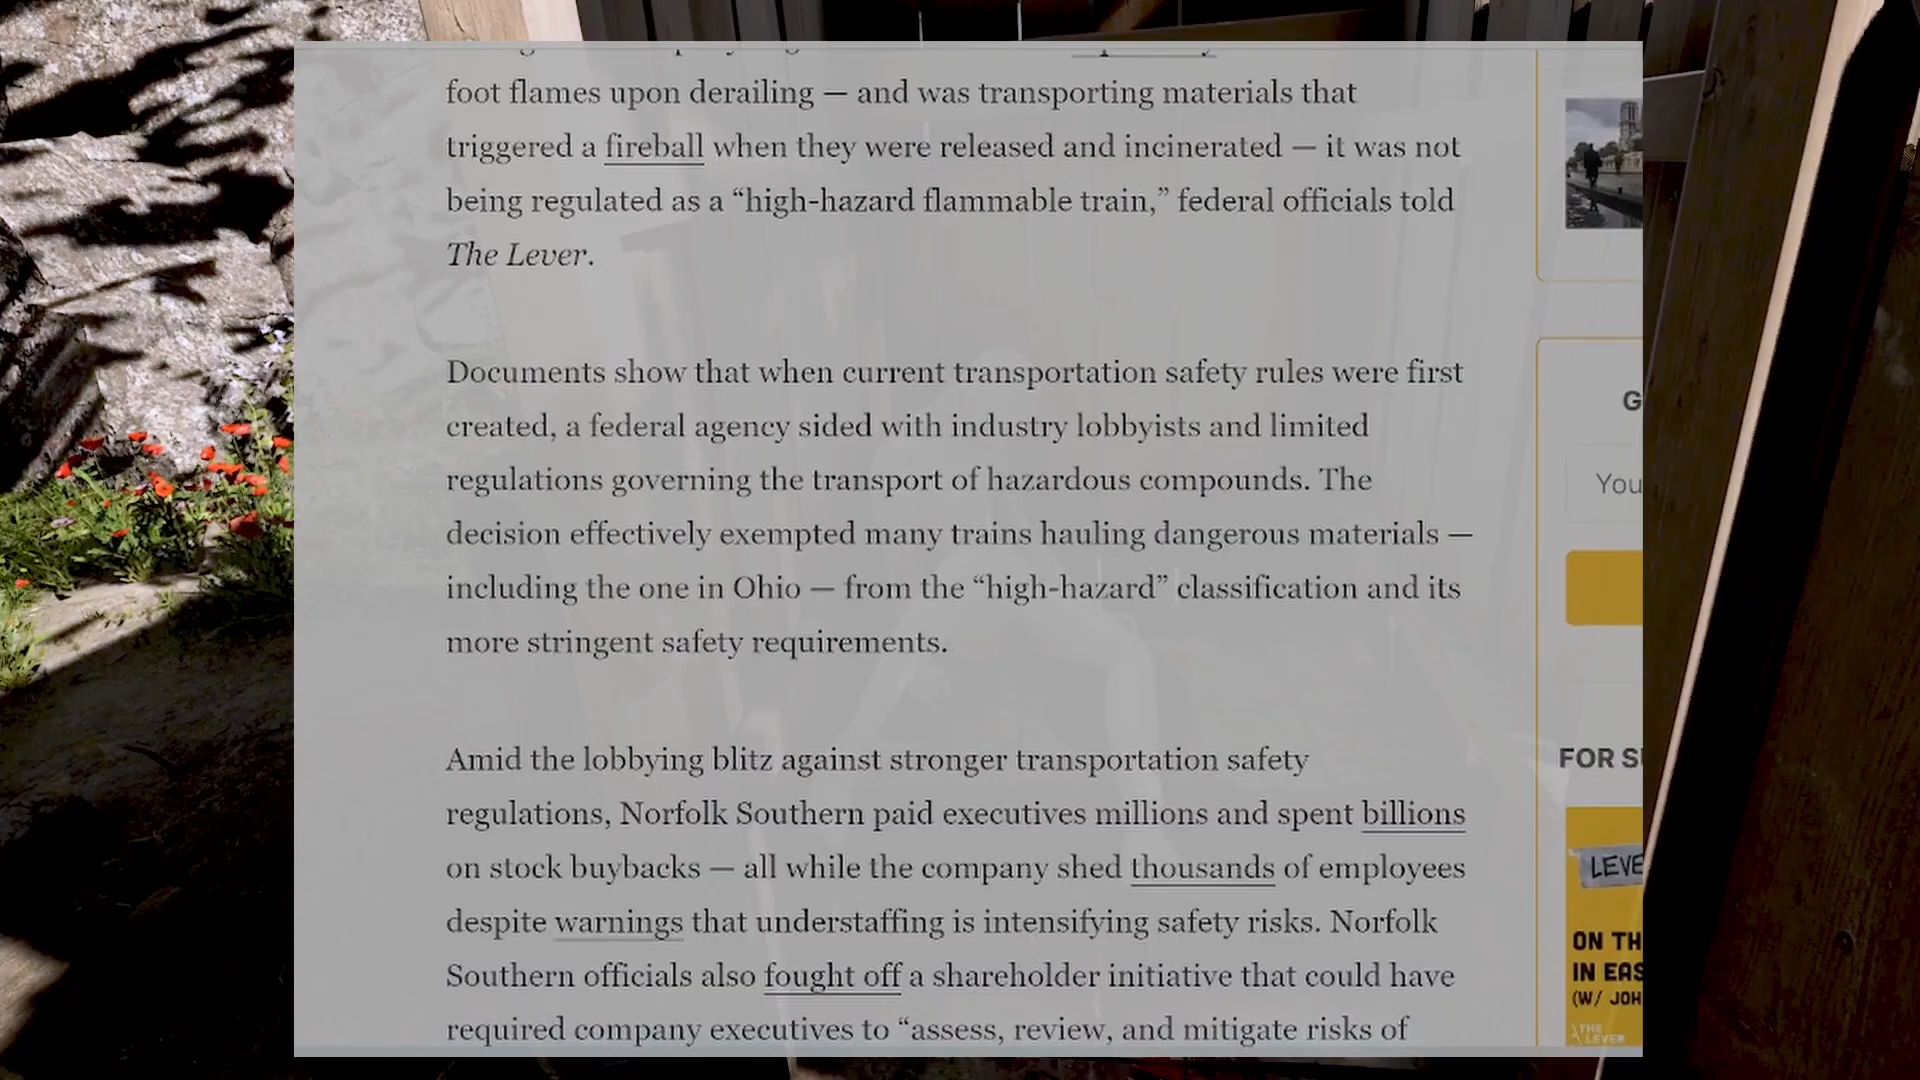 foot flames upon derailing — and was transporting materials that
triggered a fireball when they were released and incinerated — it was not
being regulated as a “high-hazard flammable train,” federal officials told
The Lever.
Documents show that when current transportation safety rules were first
created, a federal agency sided with industry lobbyists and limited
regulations governing the transport of hazardous compounds. The
decision effectively exempted many trains hauling dangerous materials —
including the one in Ohio — from the “high-hazard” classification and its
more stringent safety requirements.
Amid the lobbying blitz against stronger transportation safety
regulations, Norfolk Southern paid executives millions and spent billions
on stock buybacks — all while the company shed thousands of employees
despite warnings that understaffing is intensifying safety risks. Norfolk
Southern officials also fought off a shareholder initiative that could have
required company executives to “assess, review, and mitigate risks of
G
You
FOR S
LEVE
ON TH
IN EAS
(W/ JOH
THE
LEVER